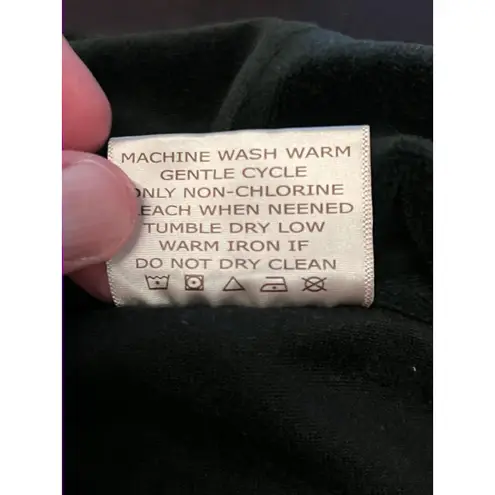 MACHINE WASH WARM
GENTLE CYCLE
ONLY NON-CHLORINE
EACH WHEN NEENED
TUMBLE DRY LOW
WARM IRON IF
DO NOT DRY CLEAN